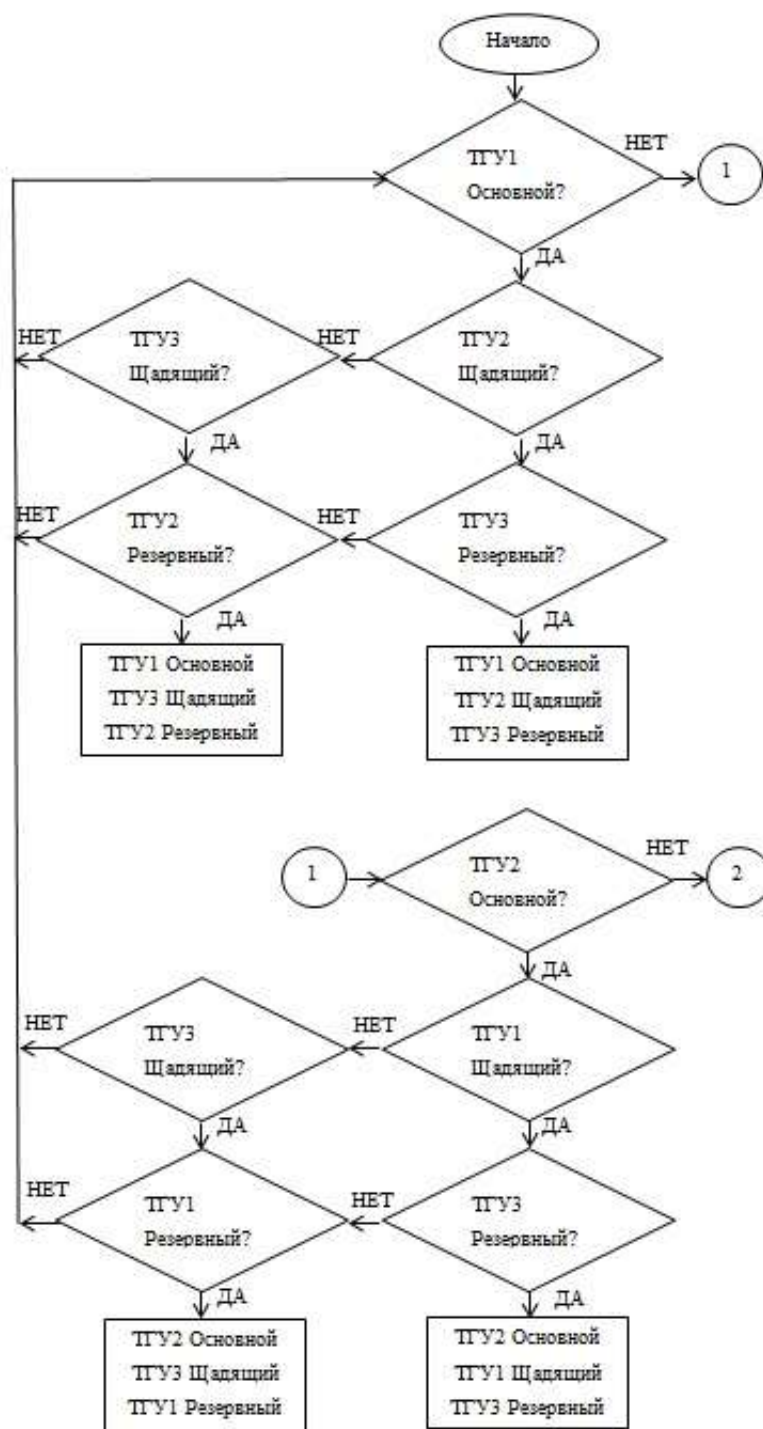 Начало
ТГУ1
Основной?
НЕТ
1
ДА
ТГУ3
Щадящий?
НЕТ
НЕТ
ТГУ2
Щадящий?
ДА
ДА
ТГУ2
Резервный?
НЕТ
НЕТ
ТГУ3
Резервный?
ДА
ДА
ТГУ1 Основной
ТГУ3 Щадящий
ТГУ2 Резервный
ТГУ1 Основной
ТГУ2 Щадящий
ТГУ3 Резервный
1
ТГУ2
Основной?
НЕТ
2
ДА
НЕТ
ТГУ3
Щадящий?
НЕТ
ТГУ1
Щадящий?
ДА
ДА
НЕТ
ТГУ1
Резервный?
НЕТ
ТГУ3
Резервный?
ДА
ДА
ТГУ2 Основной
ТГУ3 Щадящий
ТГУ1 Резервный
ТГУ2 Основной
ТГУ1 Щадящий
ТГУ3 Резервный